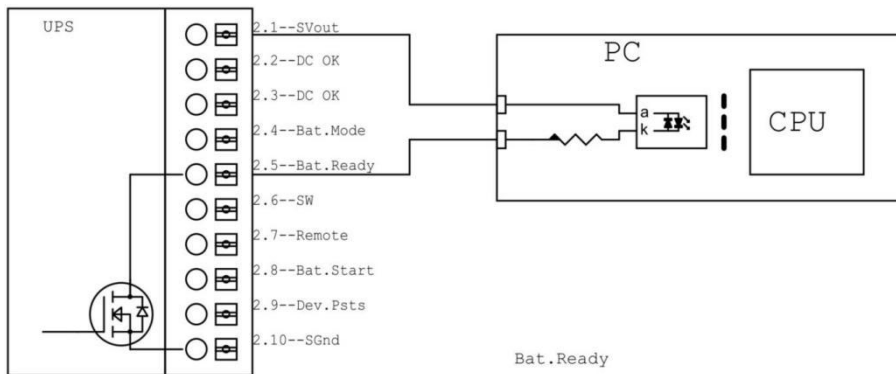 UPS
2.1--SVout
2.2--DC OK
2.3--DC OK
2.4--Bat.Mode
2.5--Bat.Ready
2.6--SW
2.7--Remote
2.8--Bat.Start
2.9--Dev.Psts
2.10--SGnd
PC
a
k
CPU
Bat.Ready